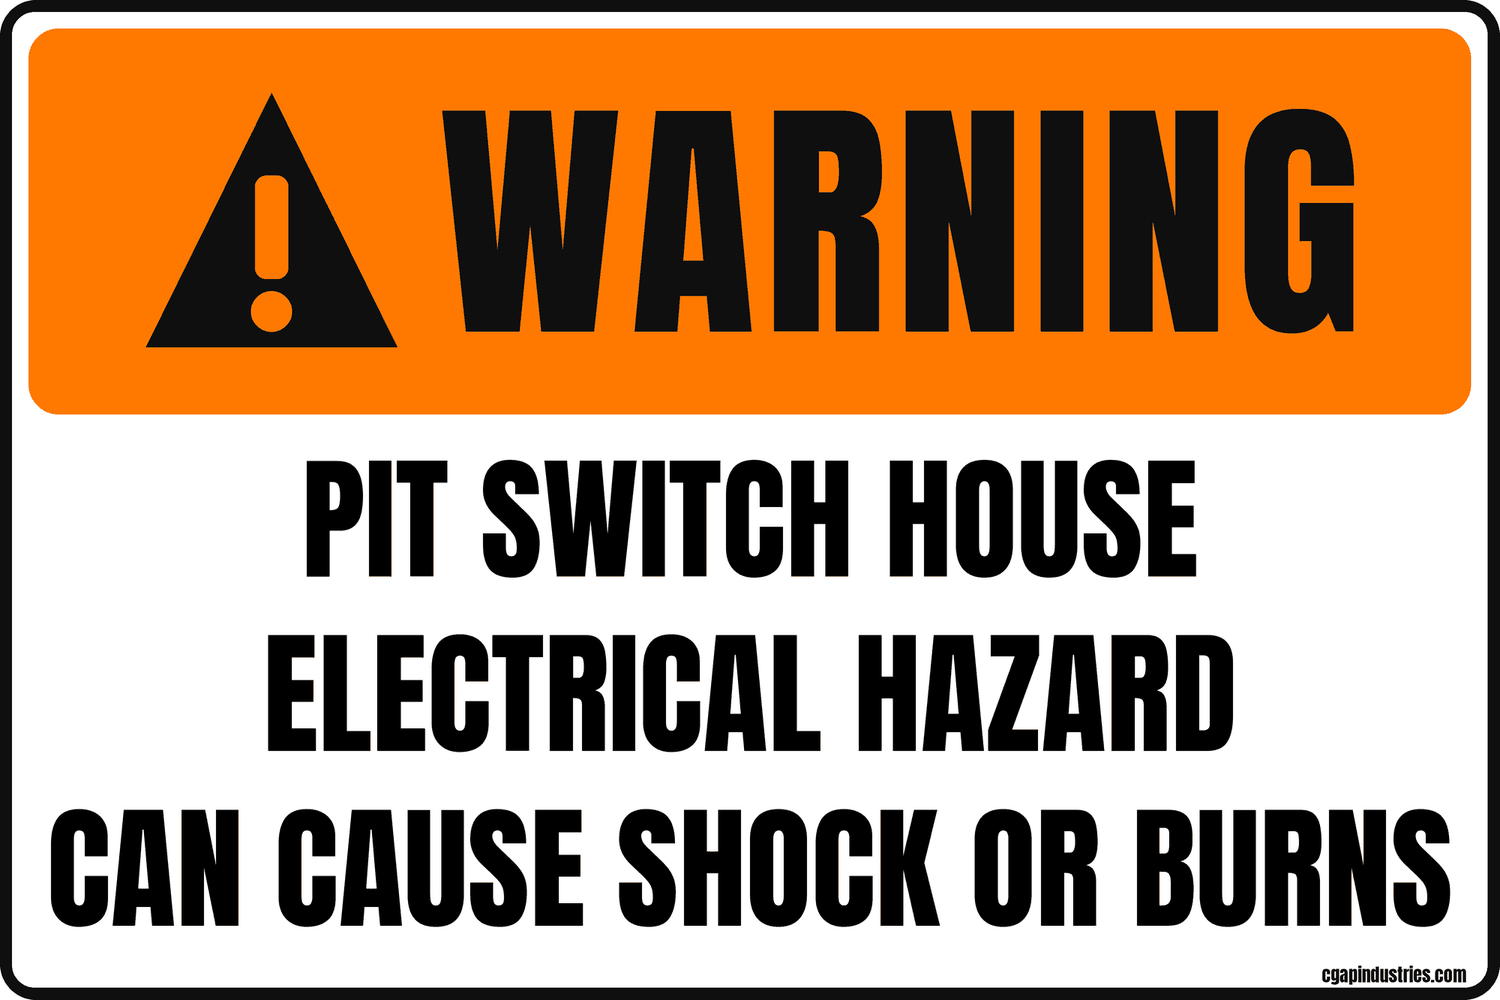 WARNING
PIT SWITCH HOUSE
ELECTRICAL HAZARD
CAN CAUSE SHOCK OR BURNS
cgapindustries.com